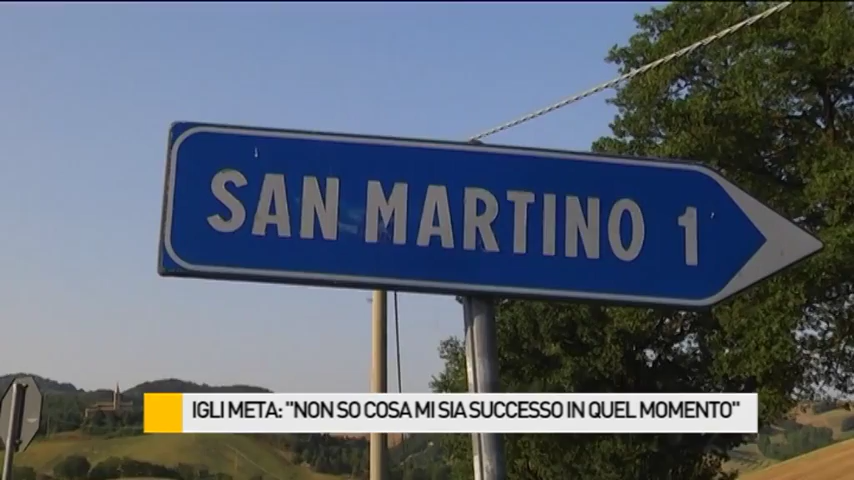 SAN MARTINO 1
IGLI META: "NON SO COSA MI SIA SUCCESSO IN QUEL MOMENTO"